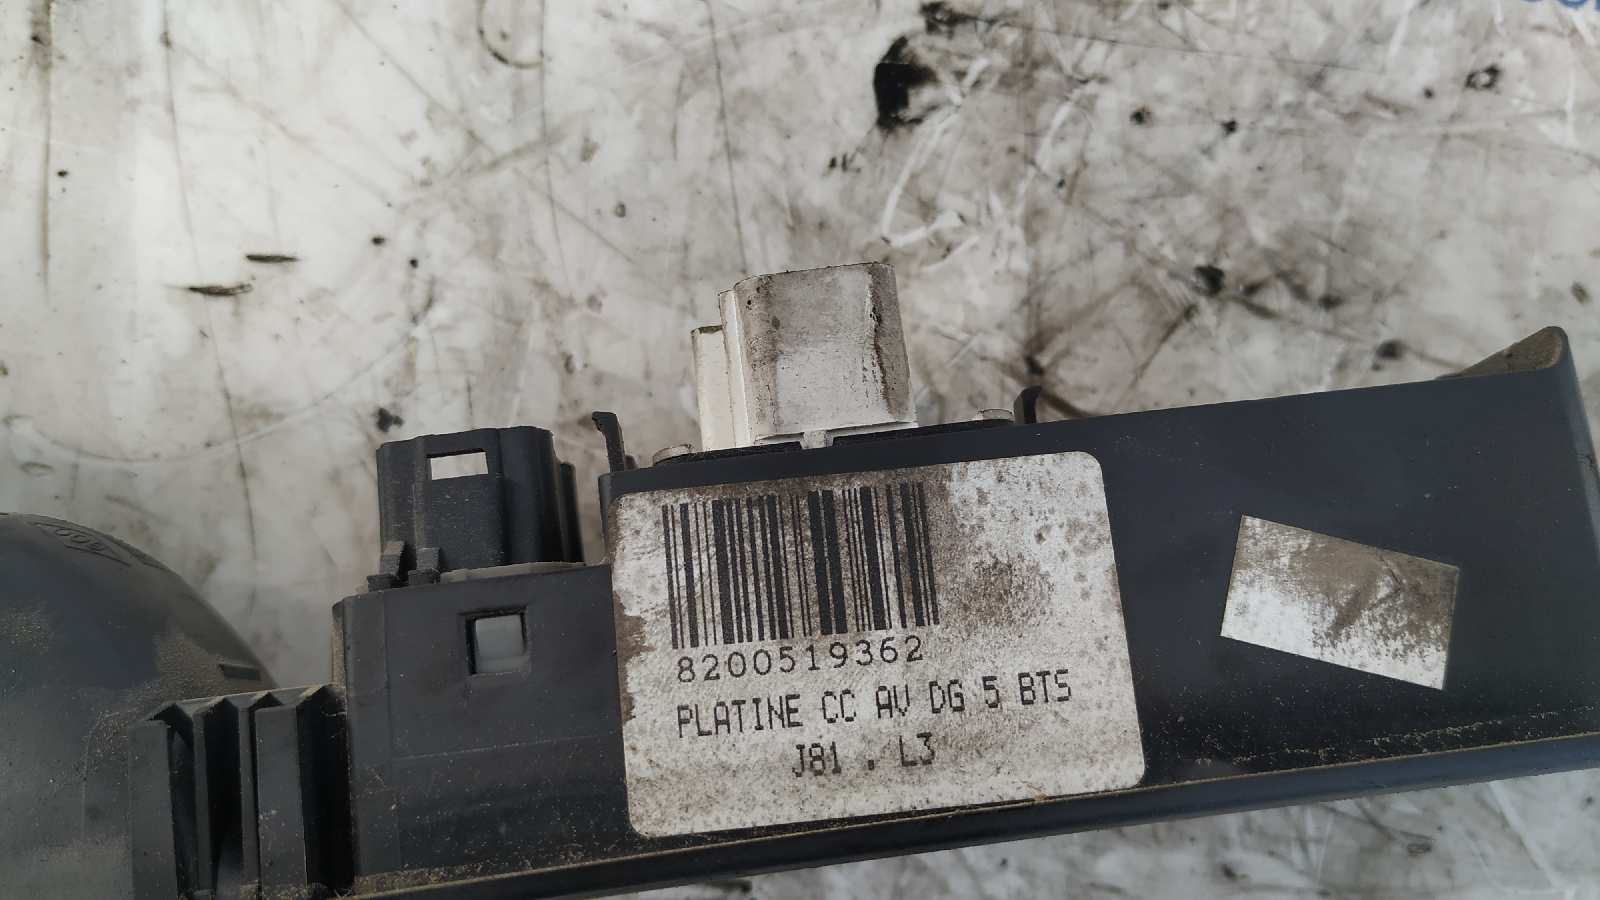 8200519362
PLATINE CC AV DG 5 BTS
J81 . L3